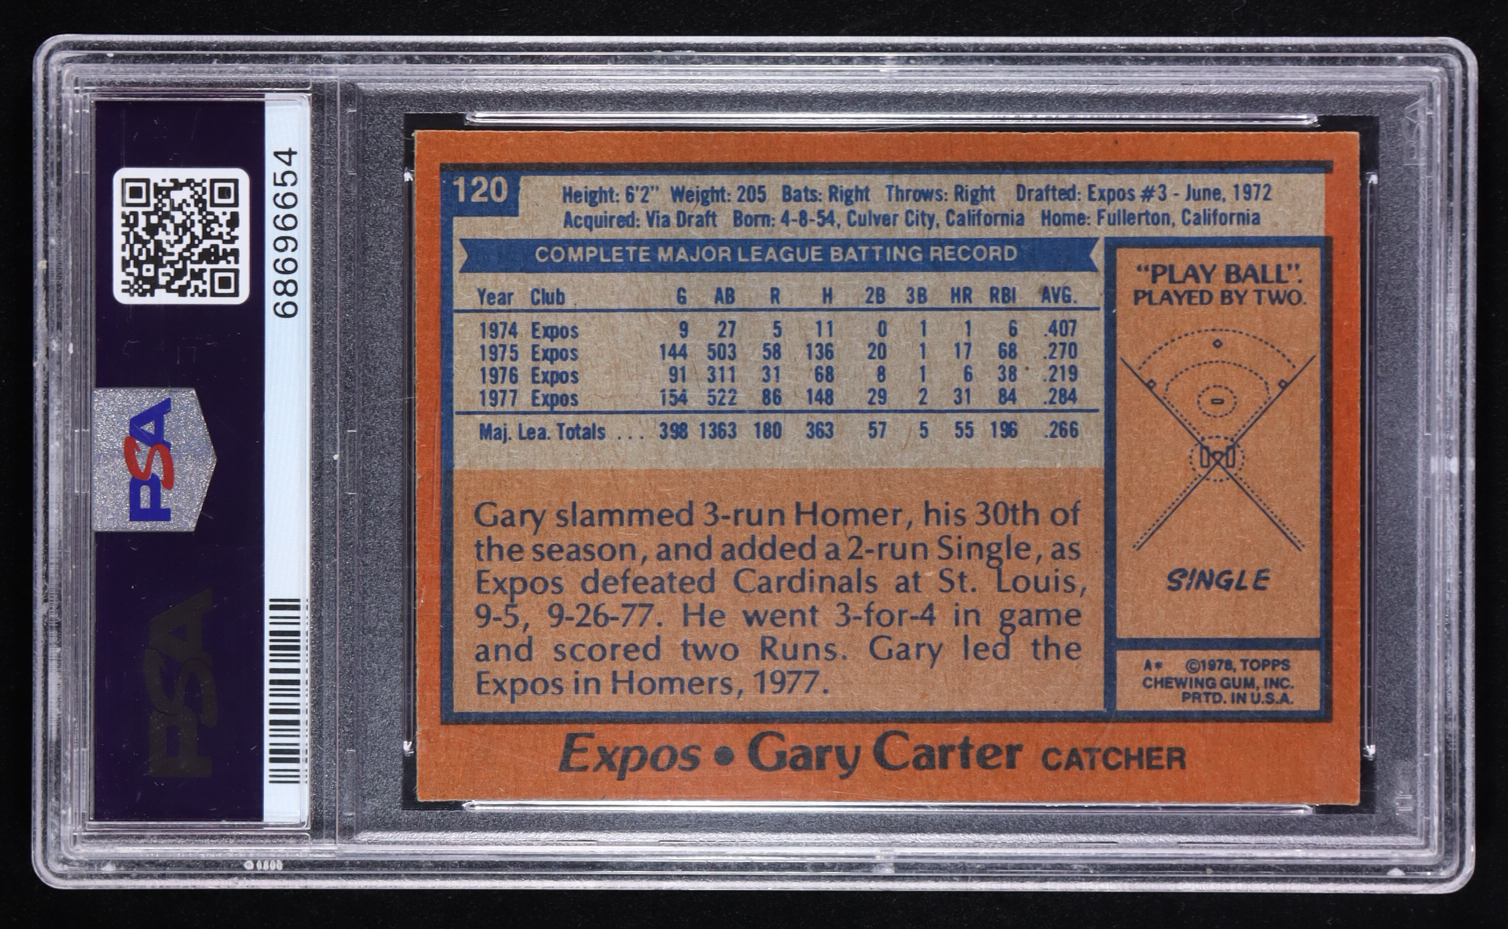 68696654
PSA
PSA
120
Height: 6'2" Weight: 205 Bats: Right Throws: Right Drafted: Expos #3 - June, 1972
Acquired: Via Draft Born: 4-8-54, Culver City, California Home: Fullerton, California
COMPLETE MAJOR LEAGUE BATTING RECORD
Year Club G AB R H 2B 3B HR RBI AVG.
1974 Expos 9 27 5 11 0 1 1 6 .407
1975 Expos 144 503 58 136 20 1 17 68 .270
1976 Expos 91 311 31 68 8 1 6 38 .219
1977 Expos 154 522 86 148 29 2 31 84 .284
Maj. Lea. Totals ... 398 1363 180 363 57 5 55 196 .266
Gary slammed 3-run Homer, his 30th of
the season, and added a 2-run Single, as
Expos defeated Cardinals at St. Louis,
9-5, 9-26-77. He went 3-for-4 in game
and scored two Runs. Gary led the
Expos in Homers, 1977.
"PLAY BALL".
PLAYED BY TWO.
SINGLE
A* ©1978, TOPPS
CHEWING GUM, INC.
PRTD. IN U.S.A.
Expos • Gary Carter CATCHER